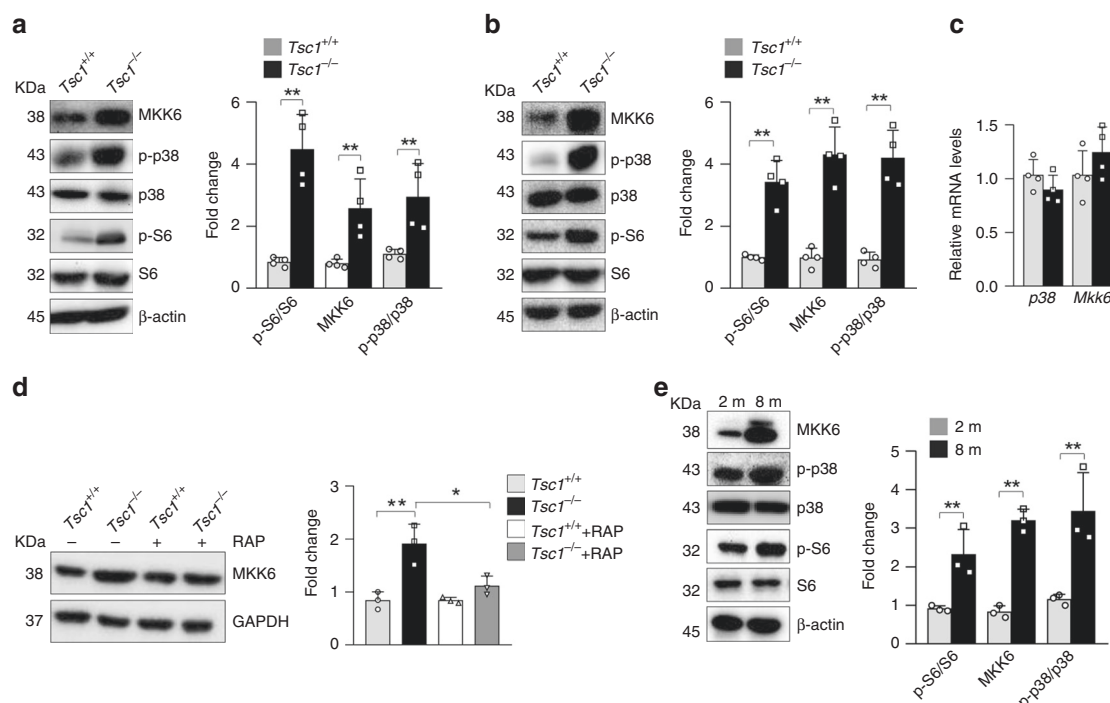 a
KDa
Tsc1+/+
Tsc1–/–
38
MKK6
43
p-p38
43
p38
32
p-S6
32
S6
45
β-actin
Tsc1+/+
Tsc1–/–
Fold change
6
4
2
0
**
**
**
p-S6/S6
MKK6
p-p38/p38
b
KDa
Tsc1+/+
Tsc1–/–
38
MKK6
43
p-p38
43
p38
32
p-S6
32
S6
45
β-actin
Tsc1+/+
Tsc1–/–
Fold change
6
4
2
0
**
**
**
p-S6/S6
MKK6
p-p38/p38
c
Relative mRNA levels
1.5
1.0
0.5
0.0
p38
Mkk6
d
Tsc1+/+
Tsc1–/–
Tsc1+/+
Tsc1–/–
KDa
–
–
+
+
RAP
38
MKK6
37
GAPDH
Fold change
3
2
1
0
**
*
Tsc1+/+
Tsc1–/–
Tsc1+/++RAP
Tsc1–/–+RAP
e
KDa
2 m
8 m
38
MKK6
43
p-p38
43
p38
32
p-S6
32
S6
45
β-actin
2 m
8 m
Fold change
5
4
3
2
1
0
**
**
**
p-S6/S6
MKK6
p-p38/p38